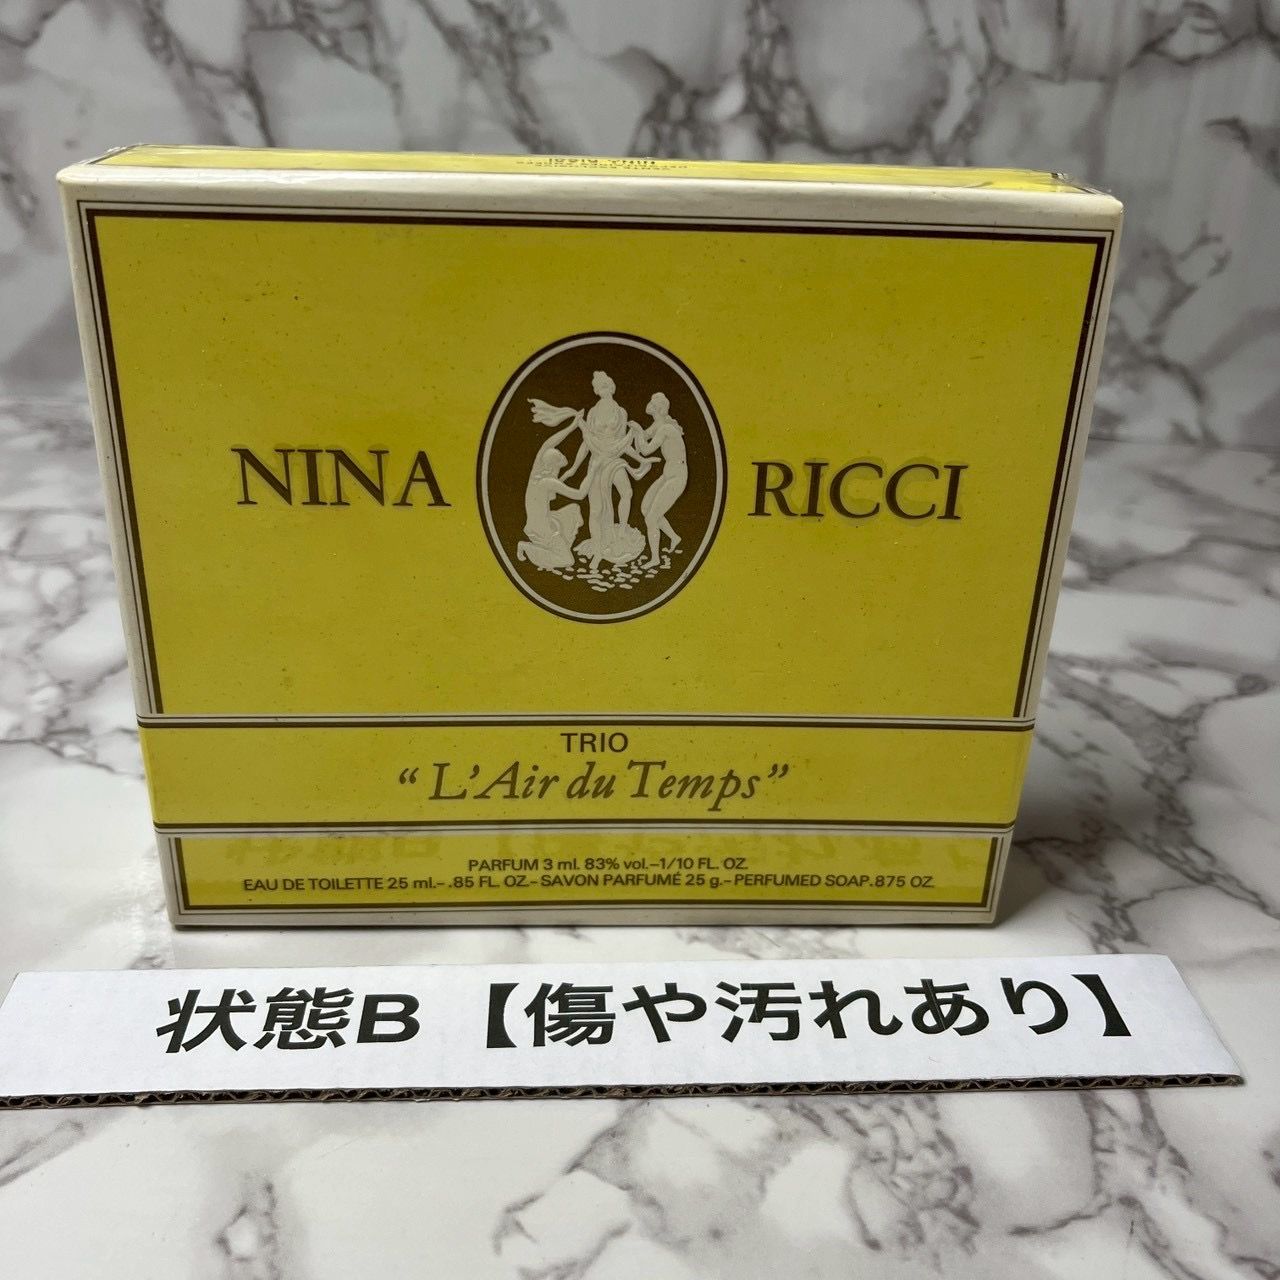 NINA RICCI
NINA RICCI
TRIO
“L’Air du Temps”
PARFUM 3 ml. 83% vol.–1/10 FL. OZ.
EAU DE TOILETTE 25 ml.– .85 FL. OZ.– SAVON PARFUMÉ 25 g.– PERFUMED SOAP .875 OZ.
状態B【傷や汚れあり】